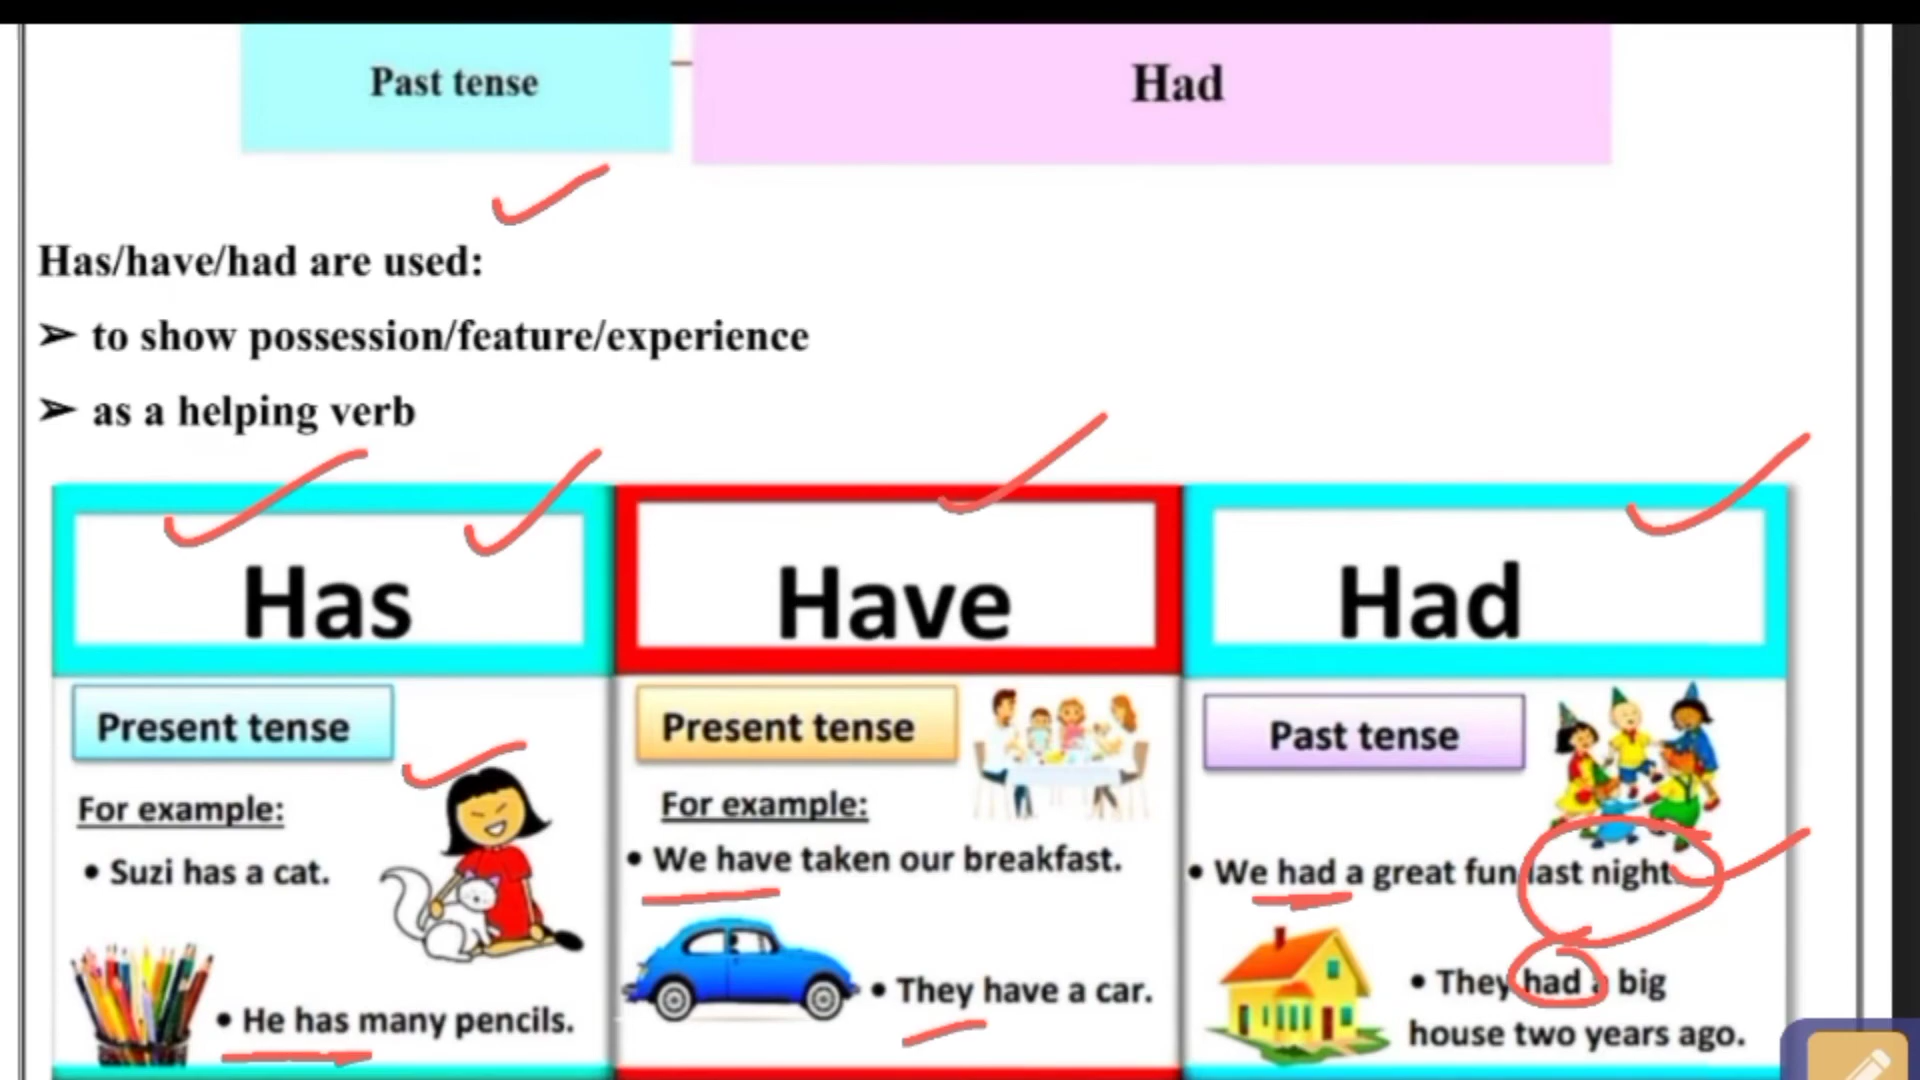 Past tense
Had
Has/have/had are used:
➢ to show possession/feature/experience
➢ as a helping verb
Has
Have
Had
Present tense
For example:
• Suzi has a cat.
• He has many pencils.
Present tense
For example:
• We have taken our breakfast.
• They have a car.
Past tense
• We had a great fun last night.
• They had a big
house two years ago.